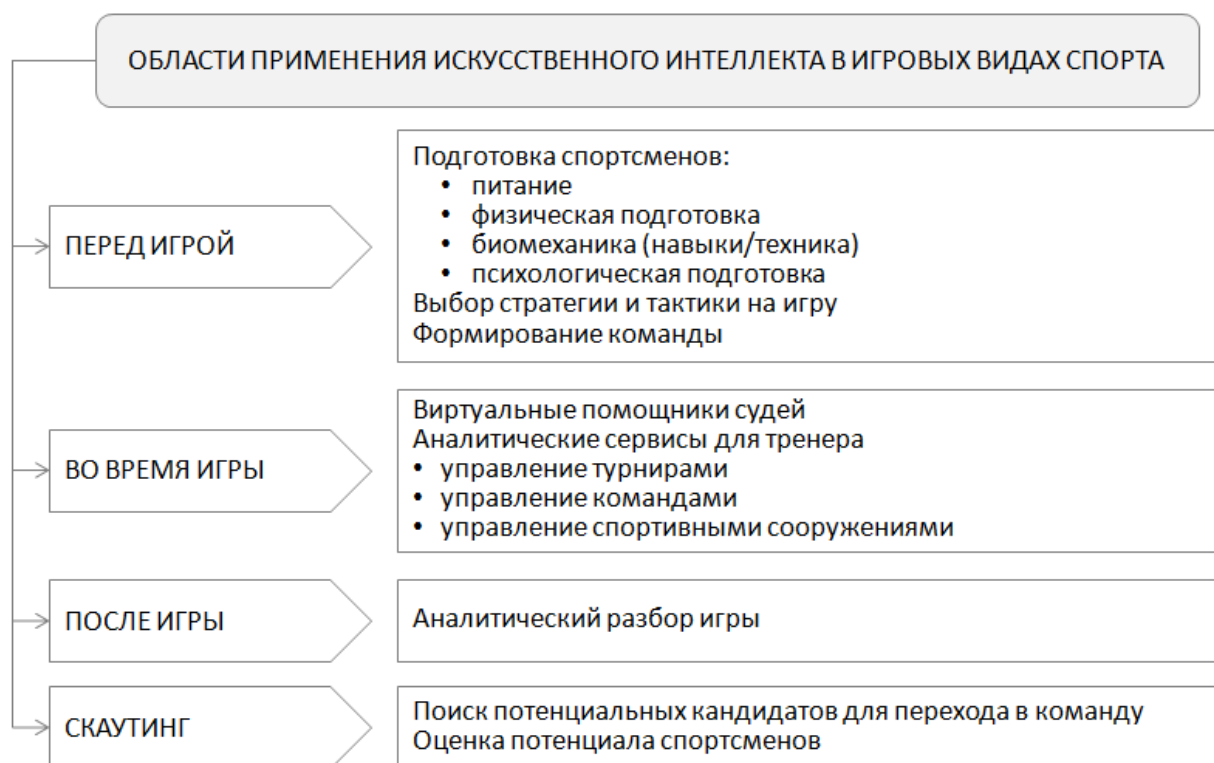 ОБЛАСТИ ПРИМЕНЕНИЯ ИСКУССТВЕННОГО ИНТЕЛЛЕКТА В ИГРОВЫХ ВИДАХ СПОРТА
ПЕРЕД ИГРОЙ
Подготовка спортсменов:
• питание
• физическая подготовка
• биомеханика (навыки/техника)
• психологическая подготовка
Выбор стратегии и тактики на игру
Формирование команды
ВО ВРЕМЯ ИГРЫ
Виртуальные помощники судей
Аналитические сервисы для тренера
• управление турнирами
• управление командами
• управление спортивными сооружениями
ПОСЛЕ ИГРЫ
Аналитический разбор игры
СКАУТИНГ
Поиск потенциальных кандидатов для перехода в команду
Оценка потенциала спортсменов